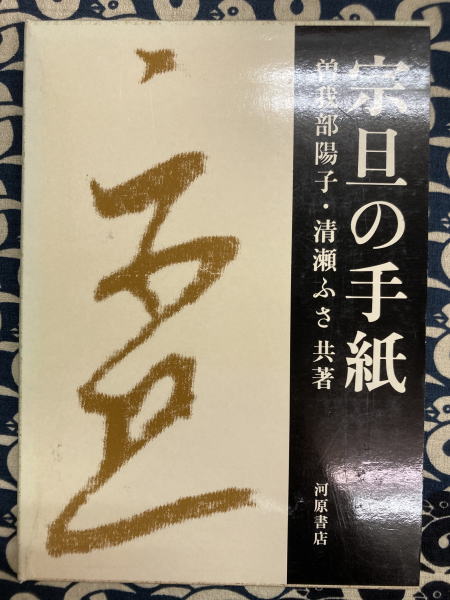 宗旦の手紙
曽我部陽子・清瀬ふさ 共著
河原書店